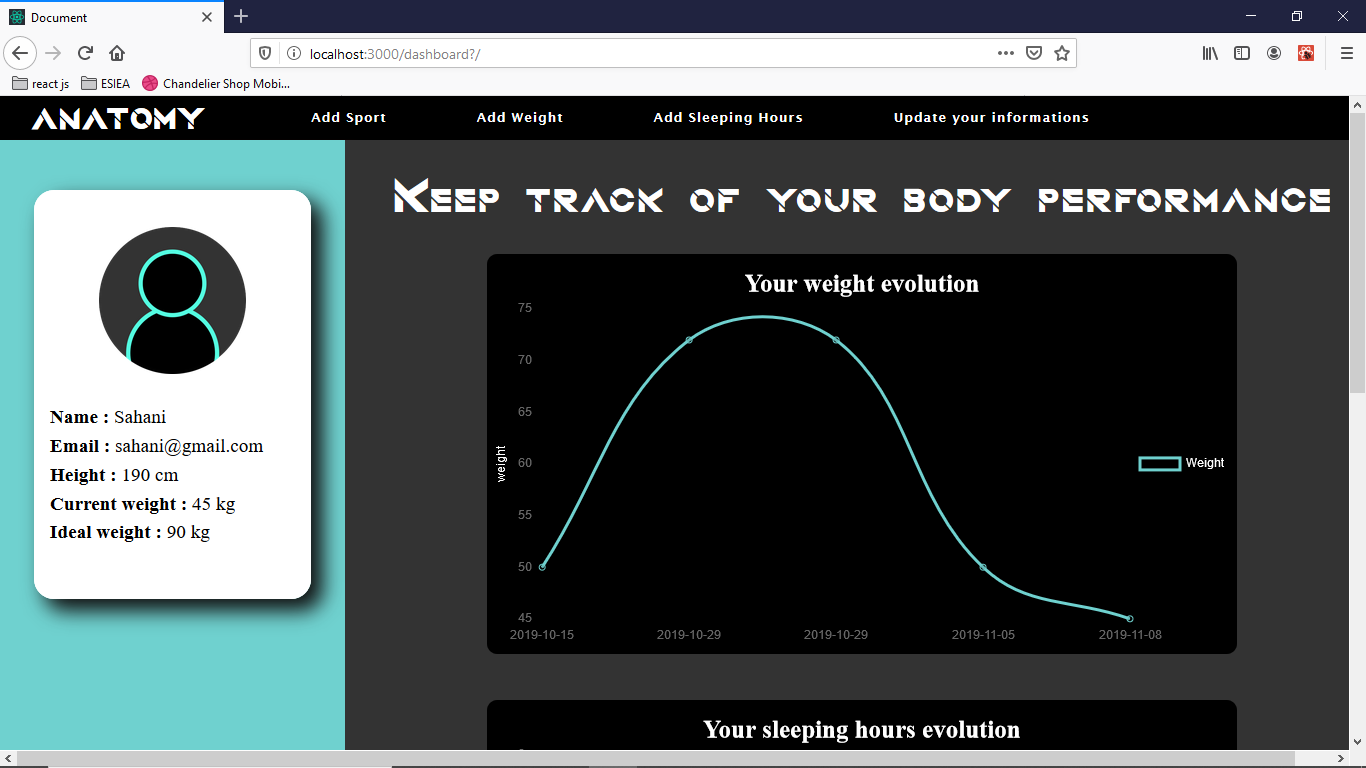 Document
localhost:3000/dashboard?/
react js ESIEA Chandelier Shop Mobi...
ANATOMY Add Sport Add Weight Add Sleeping Hours Update your informations
Name : Sahani
Email : sahani@gmail.com
Height : 190 cm
Current weight : 45 kg
Ideal weight : 90 kg
Keep track of your body performance
Your weight evolution
75
70
65
60
55
50
45
weight
2019-10-15 2019-10-29 2019-10-29 2019-11-05 2019-11-08
Weight
Your sleeping hours evolution